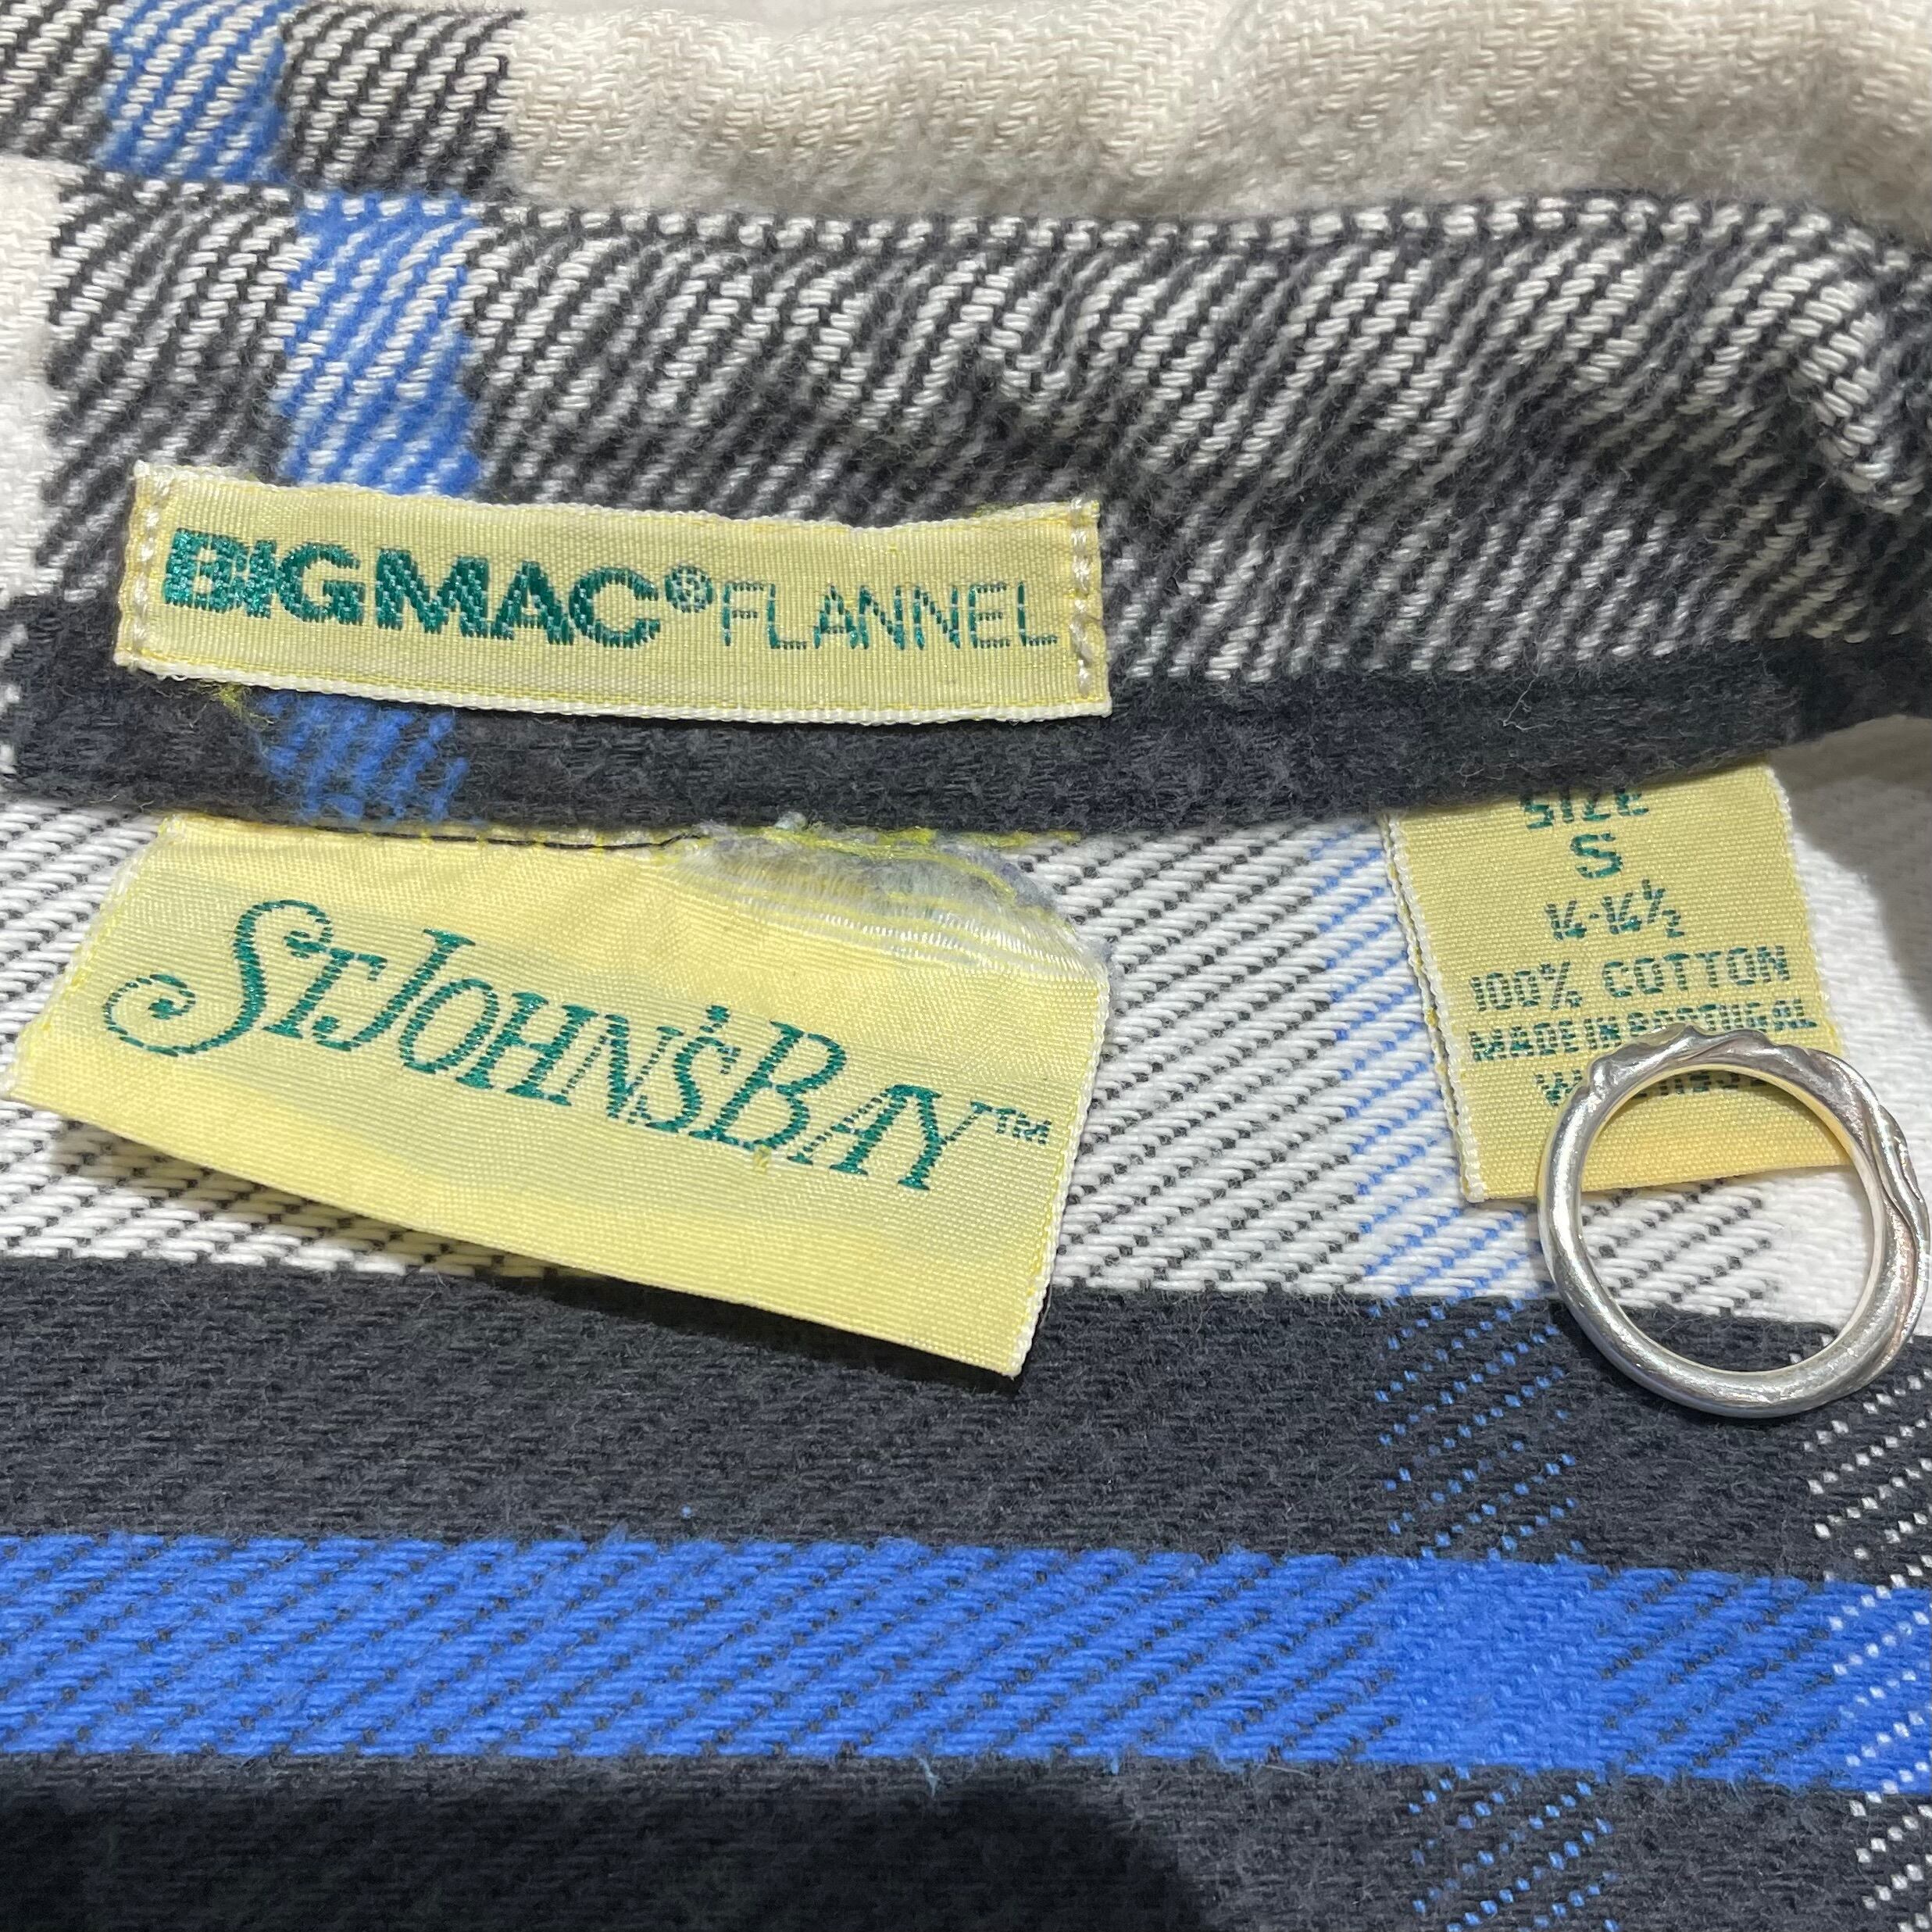 BIG MAC® FLANNEL
ST. JOHN'S BAY™
SIZE
S
14-14½
100% COTTON
MADE IN PORTUGAL